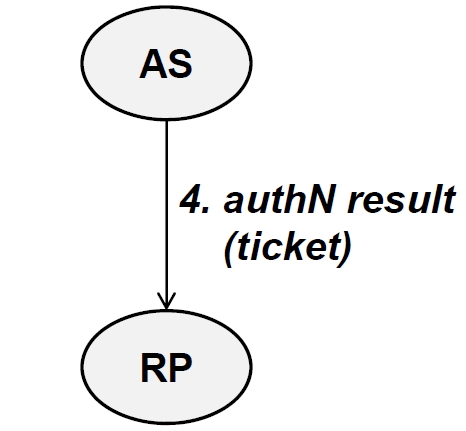 AS
4. authN result
(ticket)
RP